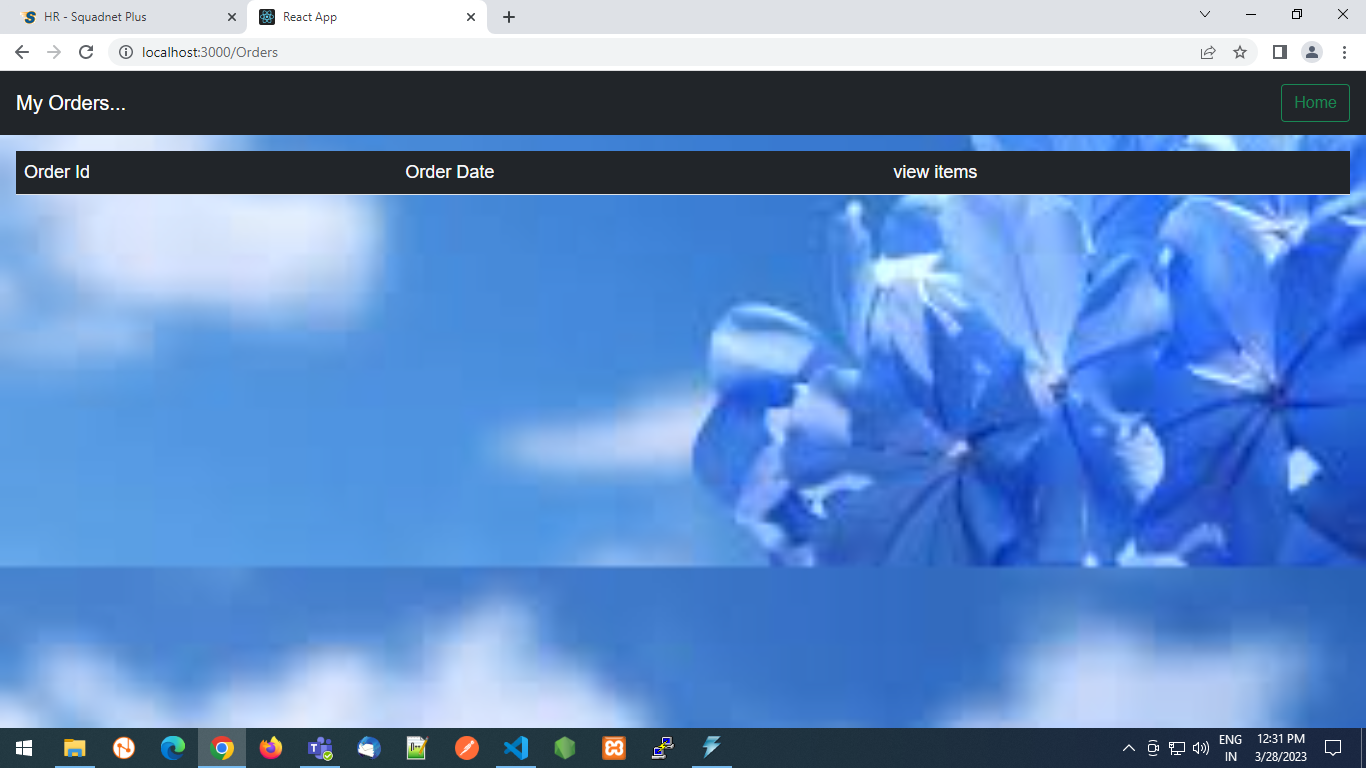 HR - Squadnet Plus
React App
localhost:3000/Orders
My Orders...
Home
Order Id Order Date view items
ENG
IN
12:31 PM
3/28/2023